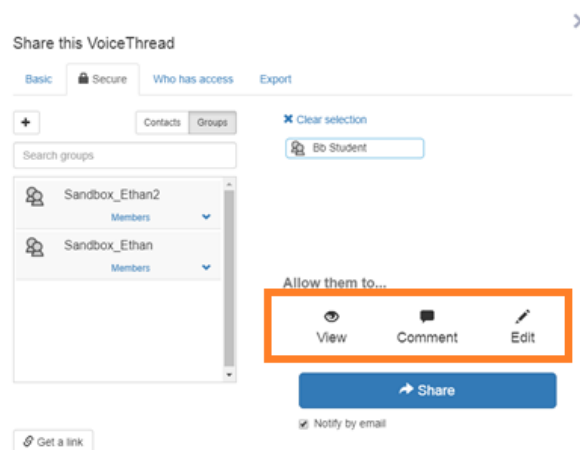 Share this VoiceThread
Basic Secure Who has access Export
+ Contacts Groups
Search groups
Sandbox_Ethan2
Members
Sandbox_Ethan
Members
Get a link
Clear selection
Bb Student
Allow them to...
View Comment Edit
Share
Notify by email